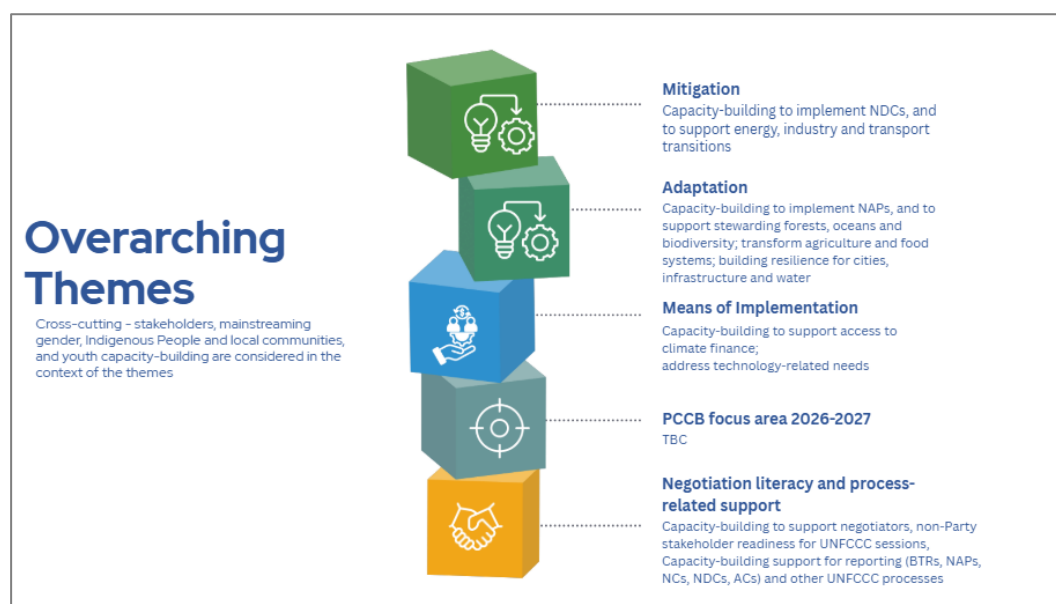 Overarching
Themes
Cross-cutting - stakeholders, mainstreaming
gender, Indigenous People and local communities,
and youth capacity-building are considered in the
context of the themes
Mitigation
Capacity-building to implement NDCs, and
to support energy, industry and transport
transitions
Adaptation
Capacity-building to implement NAPs, and to
support stewarding forests, oceans and
biodiversity; transform agriculture and food
systems; building resilience for cities,
infrastructure and water
Means of Implementation
Capacity-building to support access to
climate finance;
address technology-related needs
PCCB focus area 2026-2027
TBC
Negotiation literacy and process-
related support
Capacity-building to support negotiators, non-Party
stakeholder readiness for UNFCCC sessions,
Capacity-building support for reporting (BTRs, NAPs,
NCs, NDCs, ACs) and other UNFCCC processes